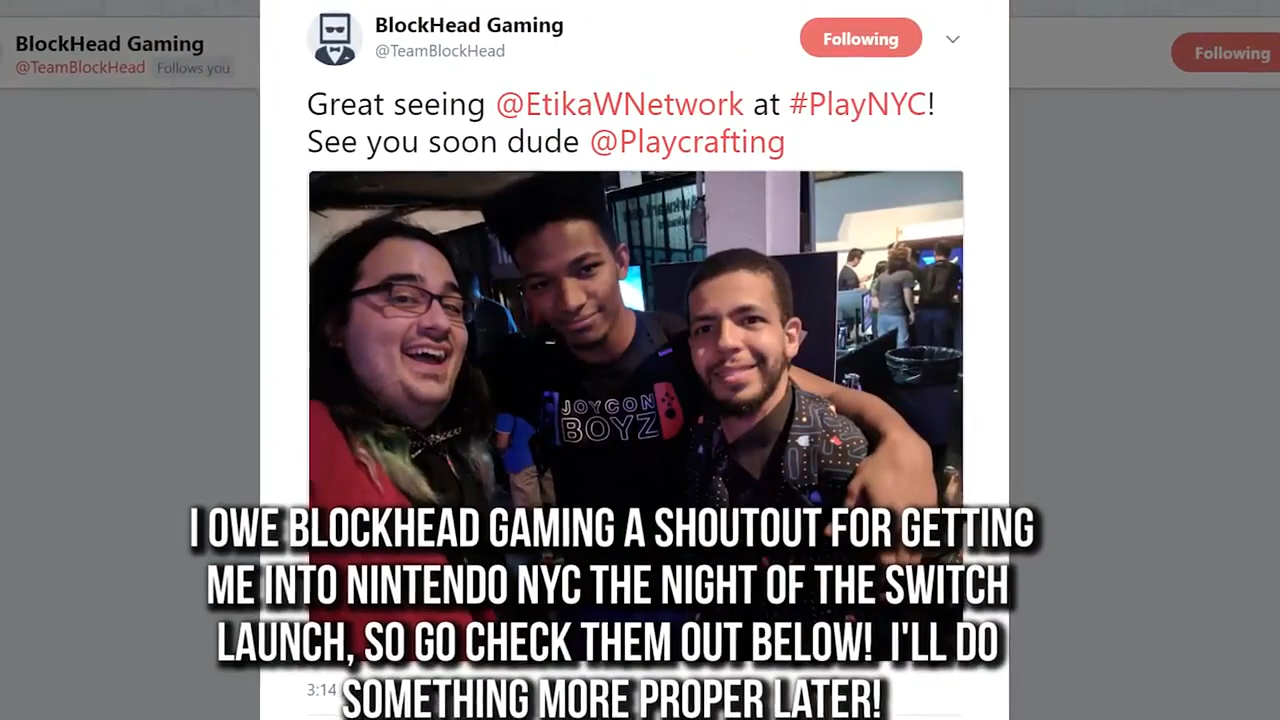 BlockHead Gaming
@TeamBlockHead Follows you
Following
BlockHead Gaming
@TeamBlockHead
Following
Great seeing @EtikaWNetwork at #PlayNYC!
See you soon dude @Playcrafting
JOYCON
BOYZ
I OWE BLOCKHEAD GAMING A SHOUTOUT FOR GETTING
ME INTO NINTENDO NYC THE NIGHT OF THE SWITCH
LAUNCH, SO GO CHECK THEM OUT BELOW! I'LL DO
SOMETHING MORE PROPER LATER!
3:14